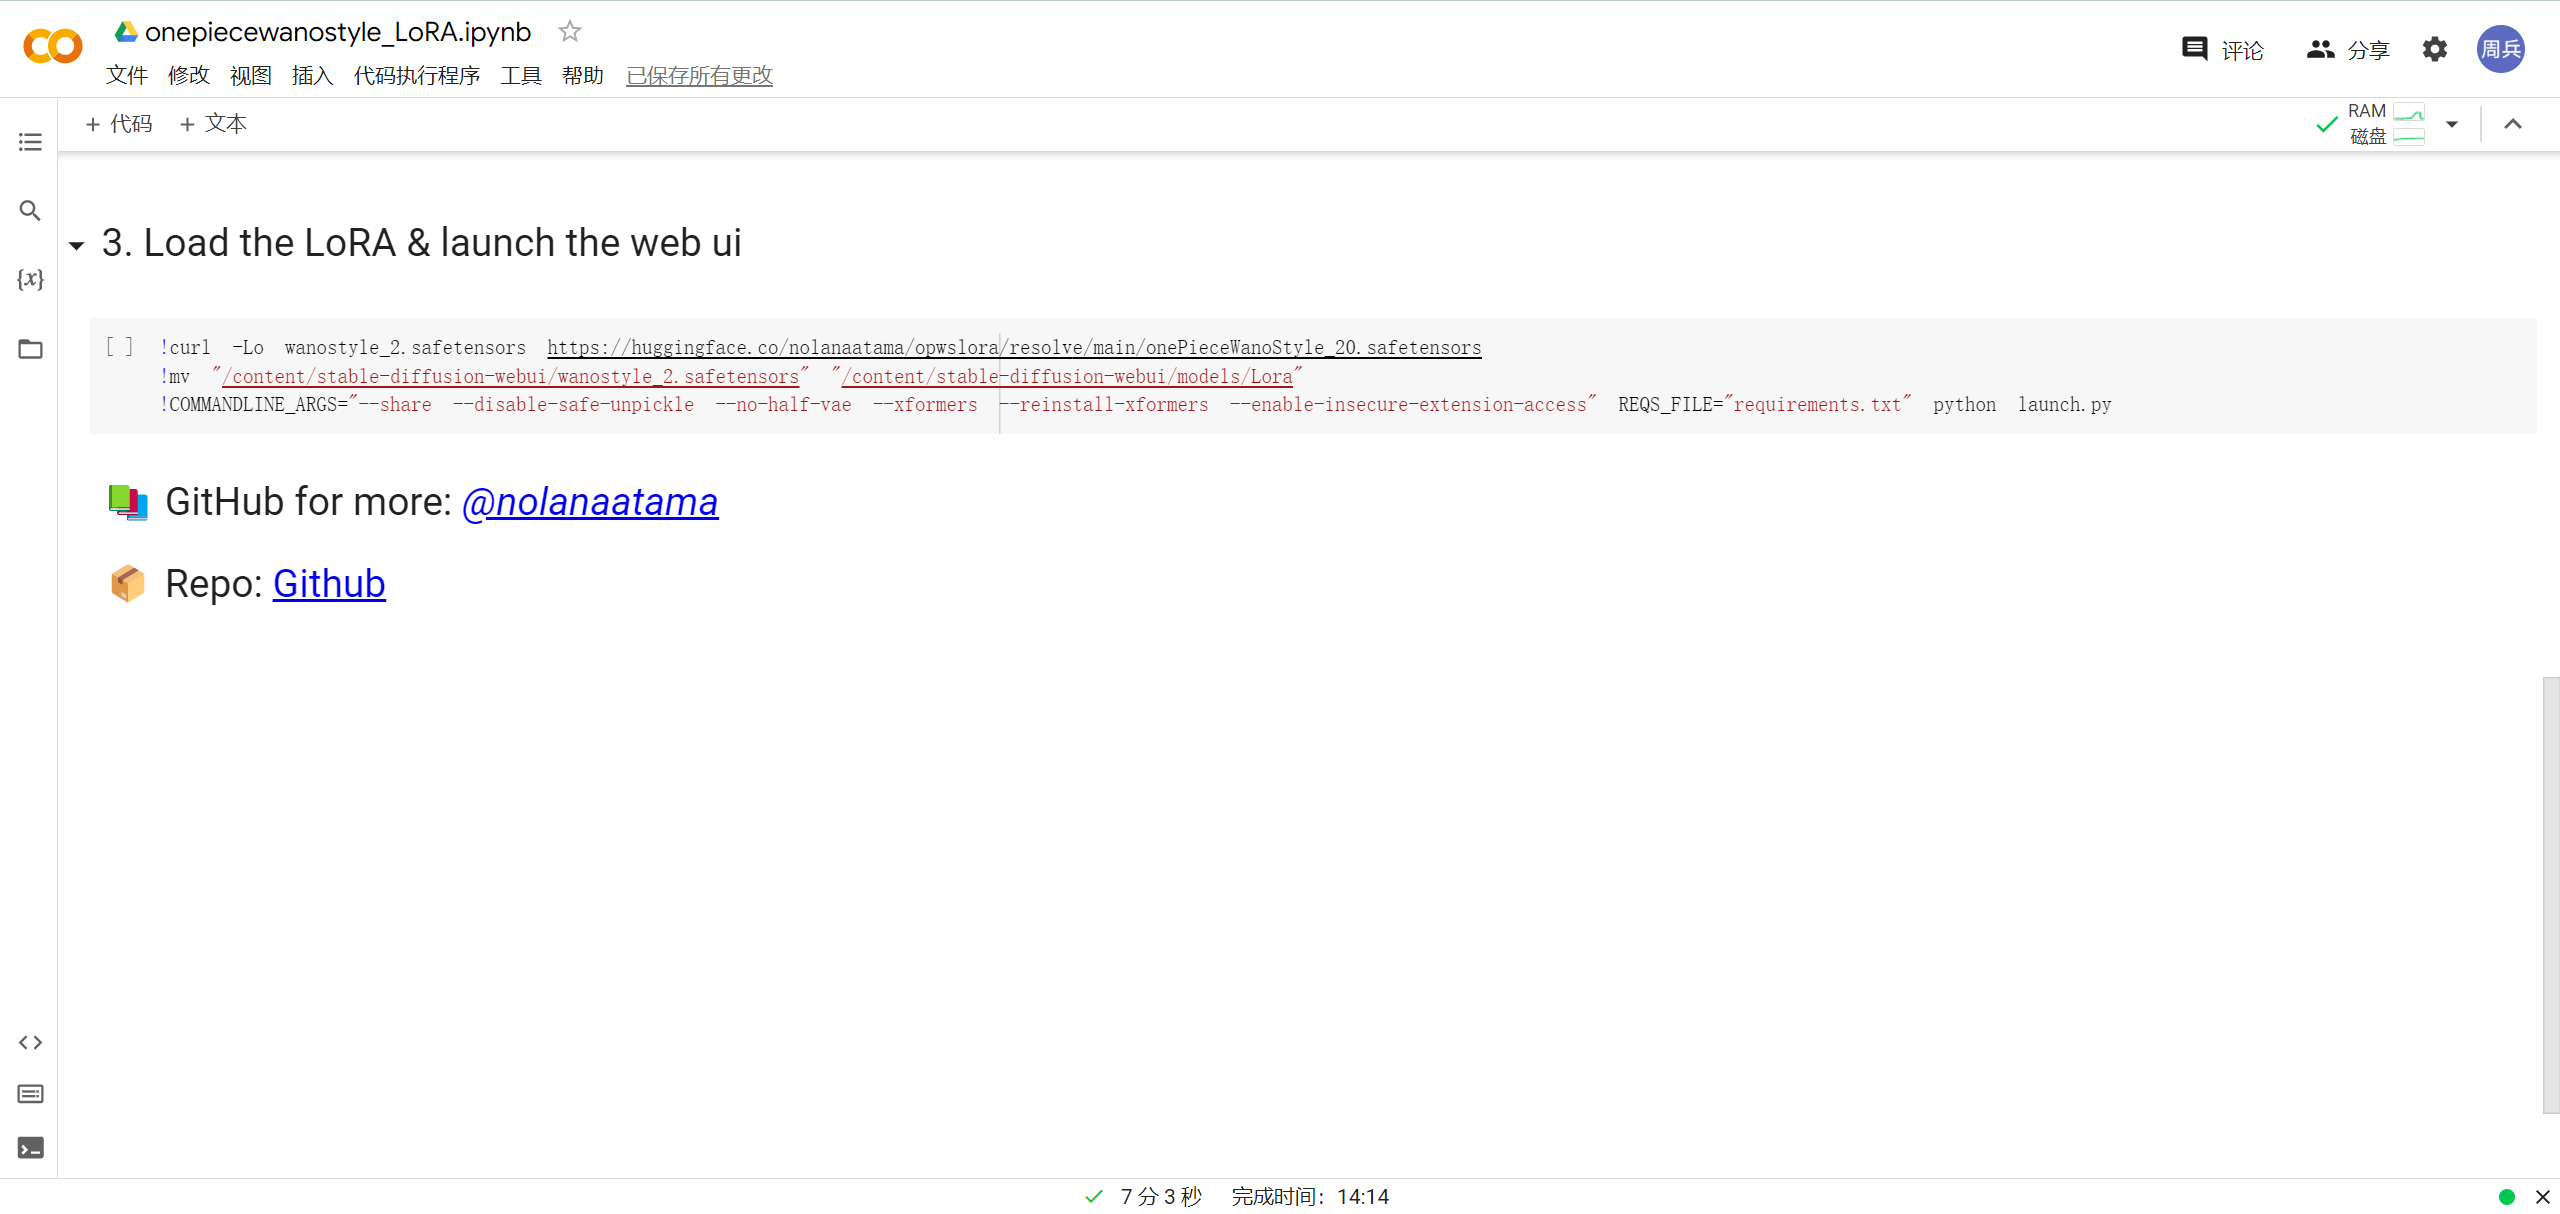 onepiecewanostyle_LoRA.ipynb
文件 修改 视图 插入 代码执行程序 工具 帮助 已保存所有更改
评论 分享 周兵
+ 代码 + 文本
RAM
磁盘
3. Load the LoRA & launch the web ui
[ ] !curl -Lo wanostyle_2.safetensors https://huggingface.co/nolanaatama/opwslora/resolve/main/onePieceWanoStyle_20.safetensors
!mv "/content/stable-diffusion-webui/wanostyle_2.safetensors" "/content/stable-diffusion-webui/models/Lora"
!COMMANDLINE_ARGS="--share --disable-safe-unpickle --no-half-vae --xformers --reinstall-xformers --enable-insecure-extension-access" REQS_FILE="requirements.txt" python launch.py
GitHub for more: @nolanaatama
Repo: Github
7 分 3 秒 完成时间：14:14